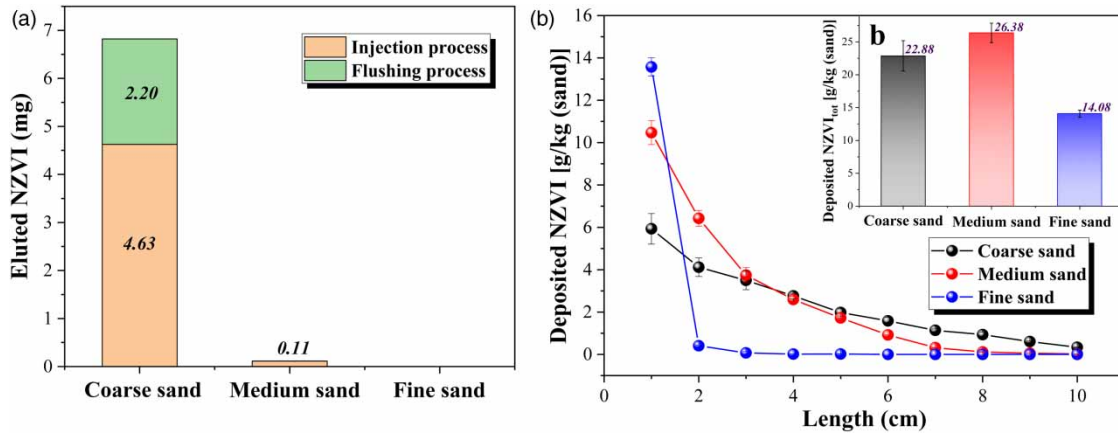 (a)
Eluted NZVI (mg)
7
6
5
4
3
2
1
0
Injection process
Flushing process
2.20
4.63
0.11
Coarse sand Medium sand Fine sand
(b)
Deposited NZVI [g/kg (sand)]
16
14
12
10
8
6
4
2
0
0 2 4 6 8 10
Length (cm)
b
Deposited NZVItot [g/kg (sand)]
25
20
15
10
5
0
22.88
26.38
14.08
Coarse sand Medium sand Fine sand
Coarse sand
Medium sand
Fine sand